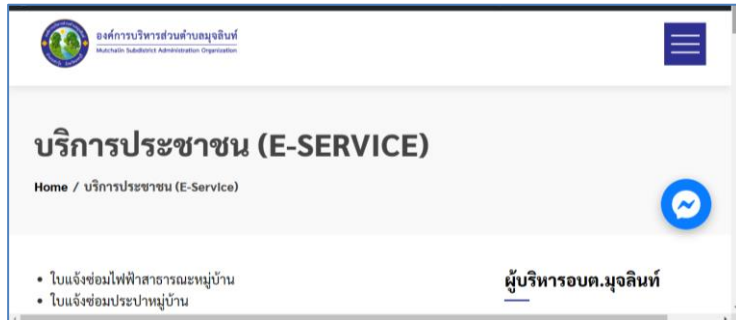 องค์การบริหารส่วนตำบลมุจลินท์
Mutchalin Subdistrict Administration Organization
บริการประชาชน (E-SERVICE)
Home / บริการประชาชน (E-Service)
• ใบแจ้งซ่อมไฟฟ้าสาธารณะหมู่บ้าน
• ใบแจ้งซ่อมประปาหมู่บ้าน
ผู้บริหารอบต.มุจลินท์